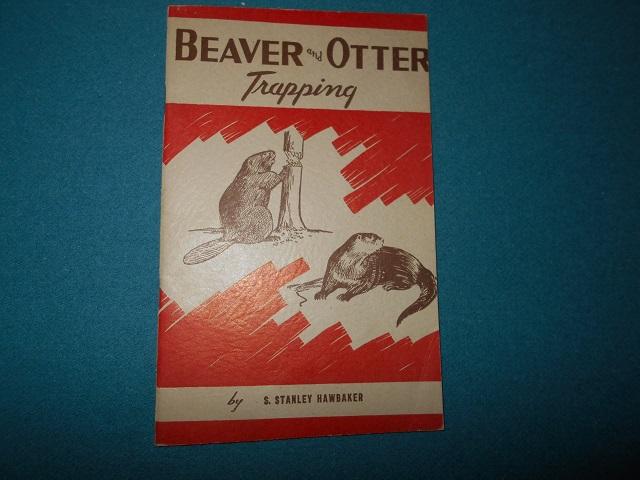 BEAVER and OTTER
Trapping
by S. STANLEY HAWBAKER